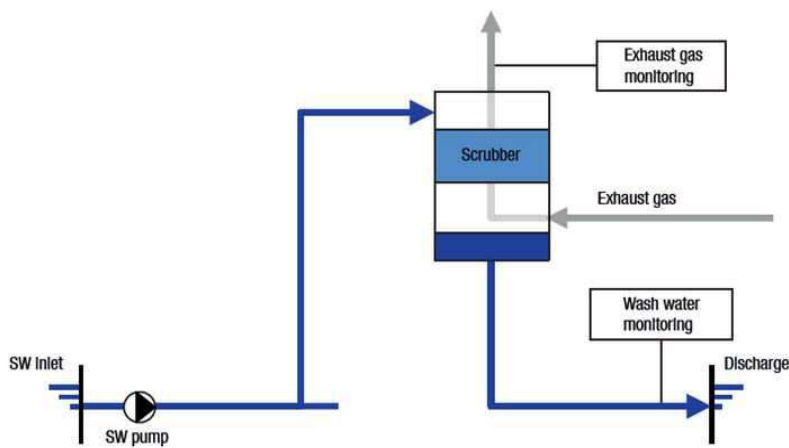 Exhaust gas
monitoring
Scrubber
Exhaust gas
Wash water
monitoring
SW inlet
Discharge
SW pump